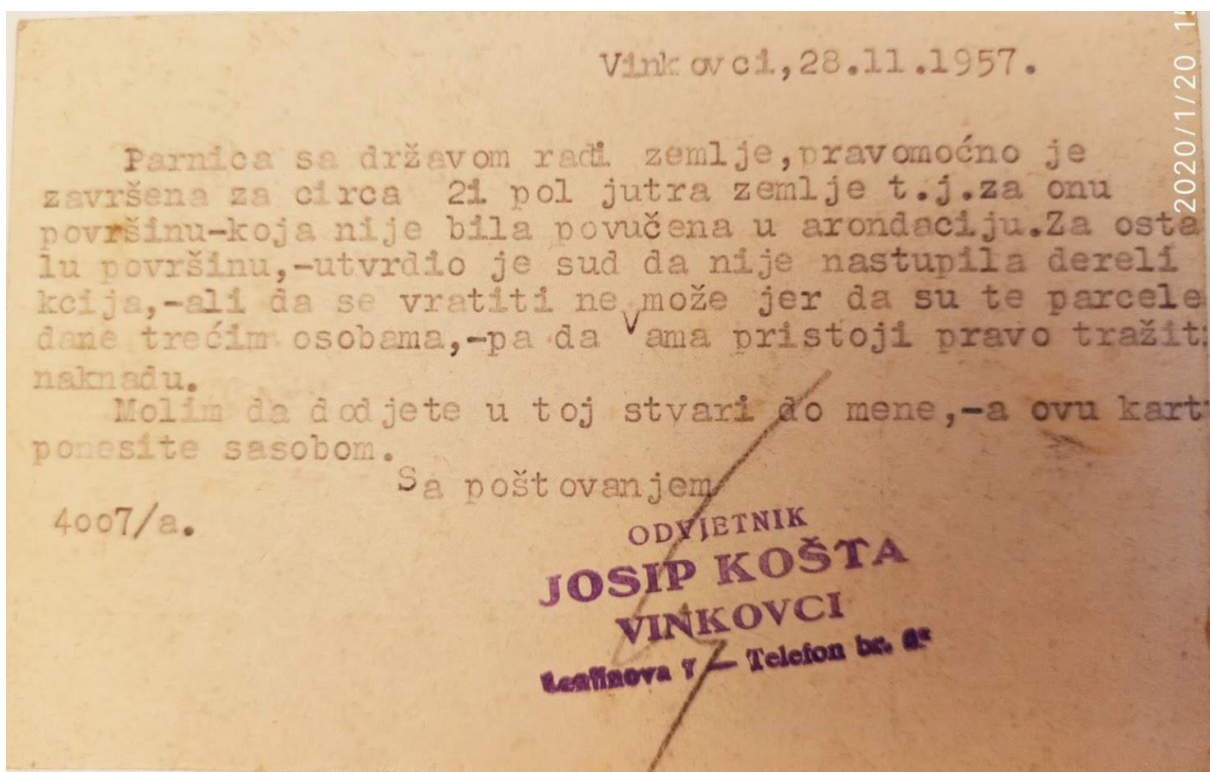 Vinkovci,28.11.1957.
Parnica sa državom radi zemlje,pravomoćno je
završena za circa 2i pol jutra zemlje t.j.za onu
površinu-koja nije bila povučena u arondaciju.Za osta
lu površinu,-utvrdio je sud da nije nastupila dereli
kcija,-ali da se vratiti ne može jer da su te parcele
dane trećim osobama,-pa da Vama pristoji pravo tražit
naknadu.
Molim da dodjete u toj stvari do mene,-a ovu kart
ponesite sasobom.
Sa poštovanjem
4007/a.
ODVJETNIK
JOSIP KOŠTA
VINKOVCI
7 — Telefon br.
2020/1/20 15